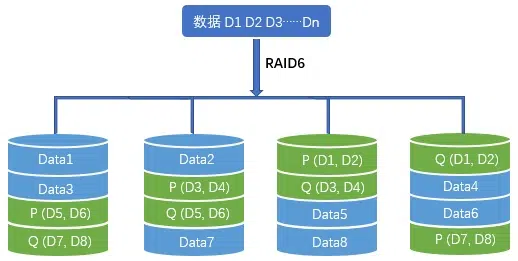 数据 D1 D2 D3······Dn
RAID6
Data1
Data3
P (D5, D6)
Q (D7, D8)
Data2
P (D3, D4)
Q (D5, D6)
Data7
P (D1, D2)
Q (D3, D4)
Data5
Data8
Q (D1, D2)
Data4
Data6
P (D7, D8)